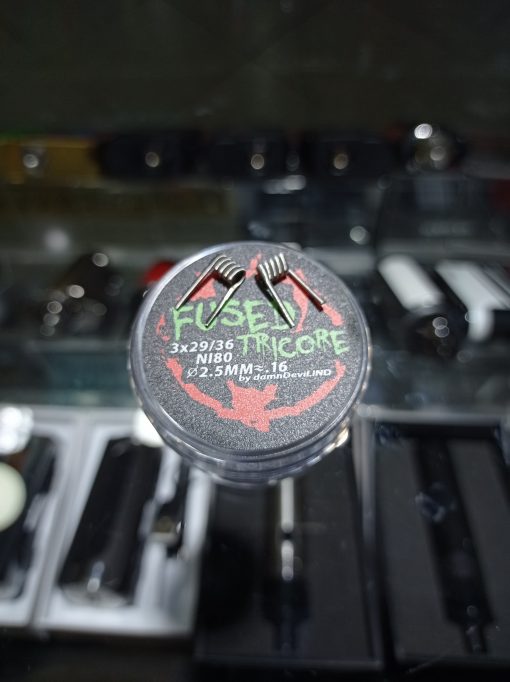 FUSED
TRICORE
3x29/36
NI80
Ø2.5MM≈.16
by damnDeviLIND